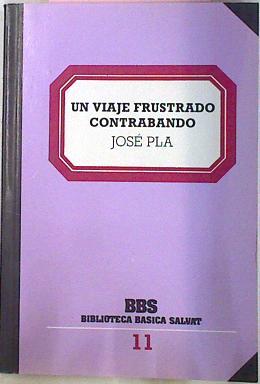 UN VIAJE FRUSTRADO
CONTRABANDO
JOSÉ PLA
BBS
BIBLIOTECA BASICA SALVAT
11